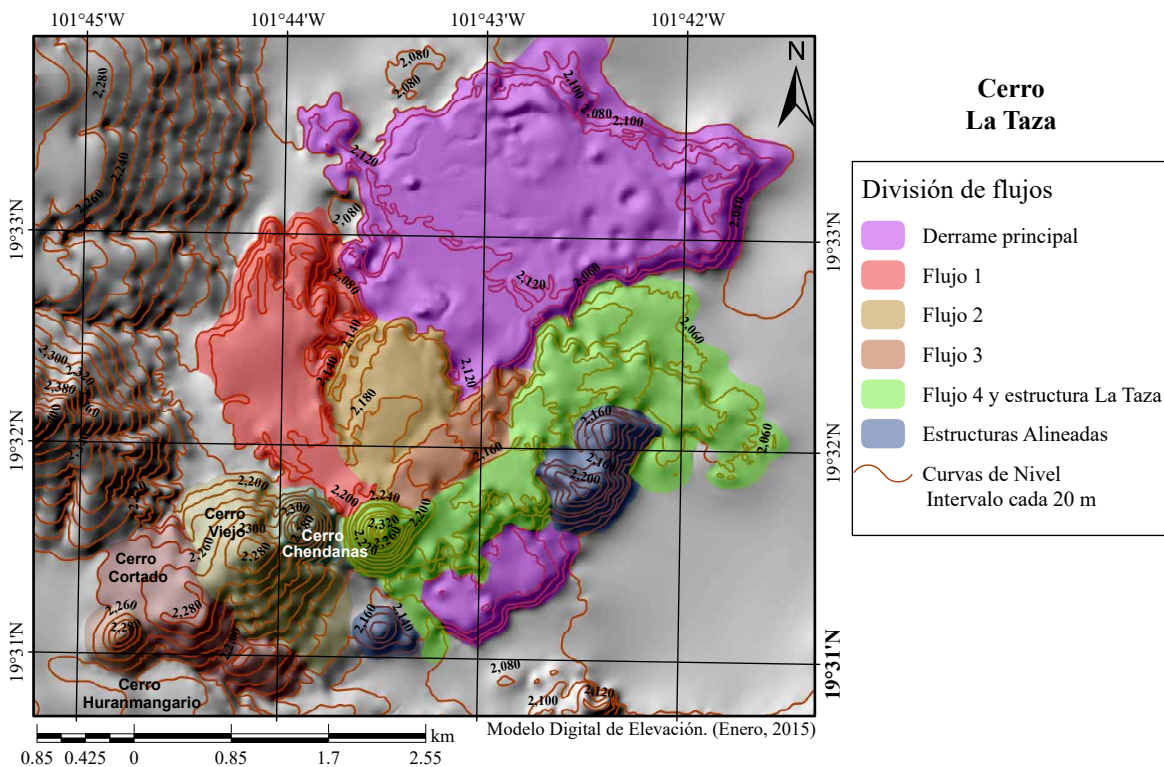 101°45'W 101°44'W 101°43'W 101°42'W
N
Cerro
La Taza
División de flujos
Derrame principal
Flujo 1
Flujo 2
Flujo 3
Flujo 4 y estructura La Taza
Estructuras Alineadas
Curvas de Nivel
Intervalo cada 20 m
19°33'N
19°32'N
19°31'N
19°33'N
19°32'N
19°31'N
2,280
2,240
2,260
2,080
2,080
2,100
2,080
2,100
2,120
2,080
2,040
2,080
2,120
2,060
2,140
2,140
2,120
2,180
2,060
2,300
2,320
2,380
2,160
2,160
2,060
2,160
2,200
2,200
2,200
2,240
2,200
2,300
2,320
2,260
Cerro
Viejo
2,300
2,260
2,280
Cerro
Chendanas
Cerro
Cortado
2,260
2,280
2,280
2,160
2,140
2,200
2,080
2,100
2,120
Cerro
Huranmangario
Modelo Digital de Elevación. (Enero, 2015)
km
0.85 0.425 0 0.85 1.7 2.55